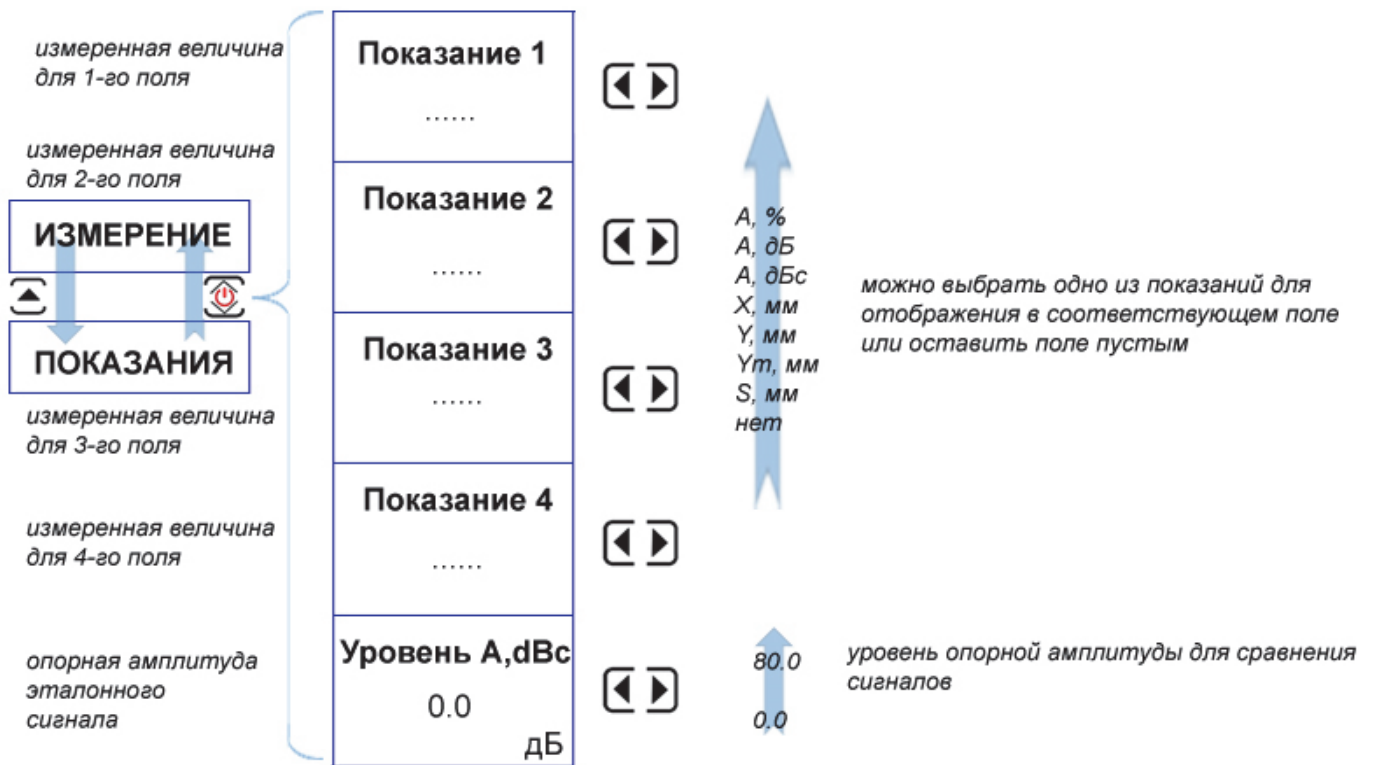 измеренная величина
для 1-го поля
измеренная величина
для 2-го поля
ИЗМЕРЕНИЕ
ПОКАЗАНИЯ
измеренная величина
для 3-го поля
измеренная величина
для 4-го поля
опорная амплитуда
эталонного
сигнала
Показание 1
......
Показание 2
......
Показание 3
......
Показание 4
......
Уровень A,dBc
0.0
дБ
А, %
А, дБ
А, дБс
X, мм
Y, мм
Ym, мм
S, мм
нет
80.0
0.0
можно выбрать одно из показаний для
отображения в соответствующем поле
или оставить поле пустым
уровень опорной амплитуды для сравнения
сигналов